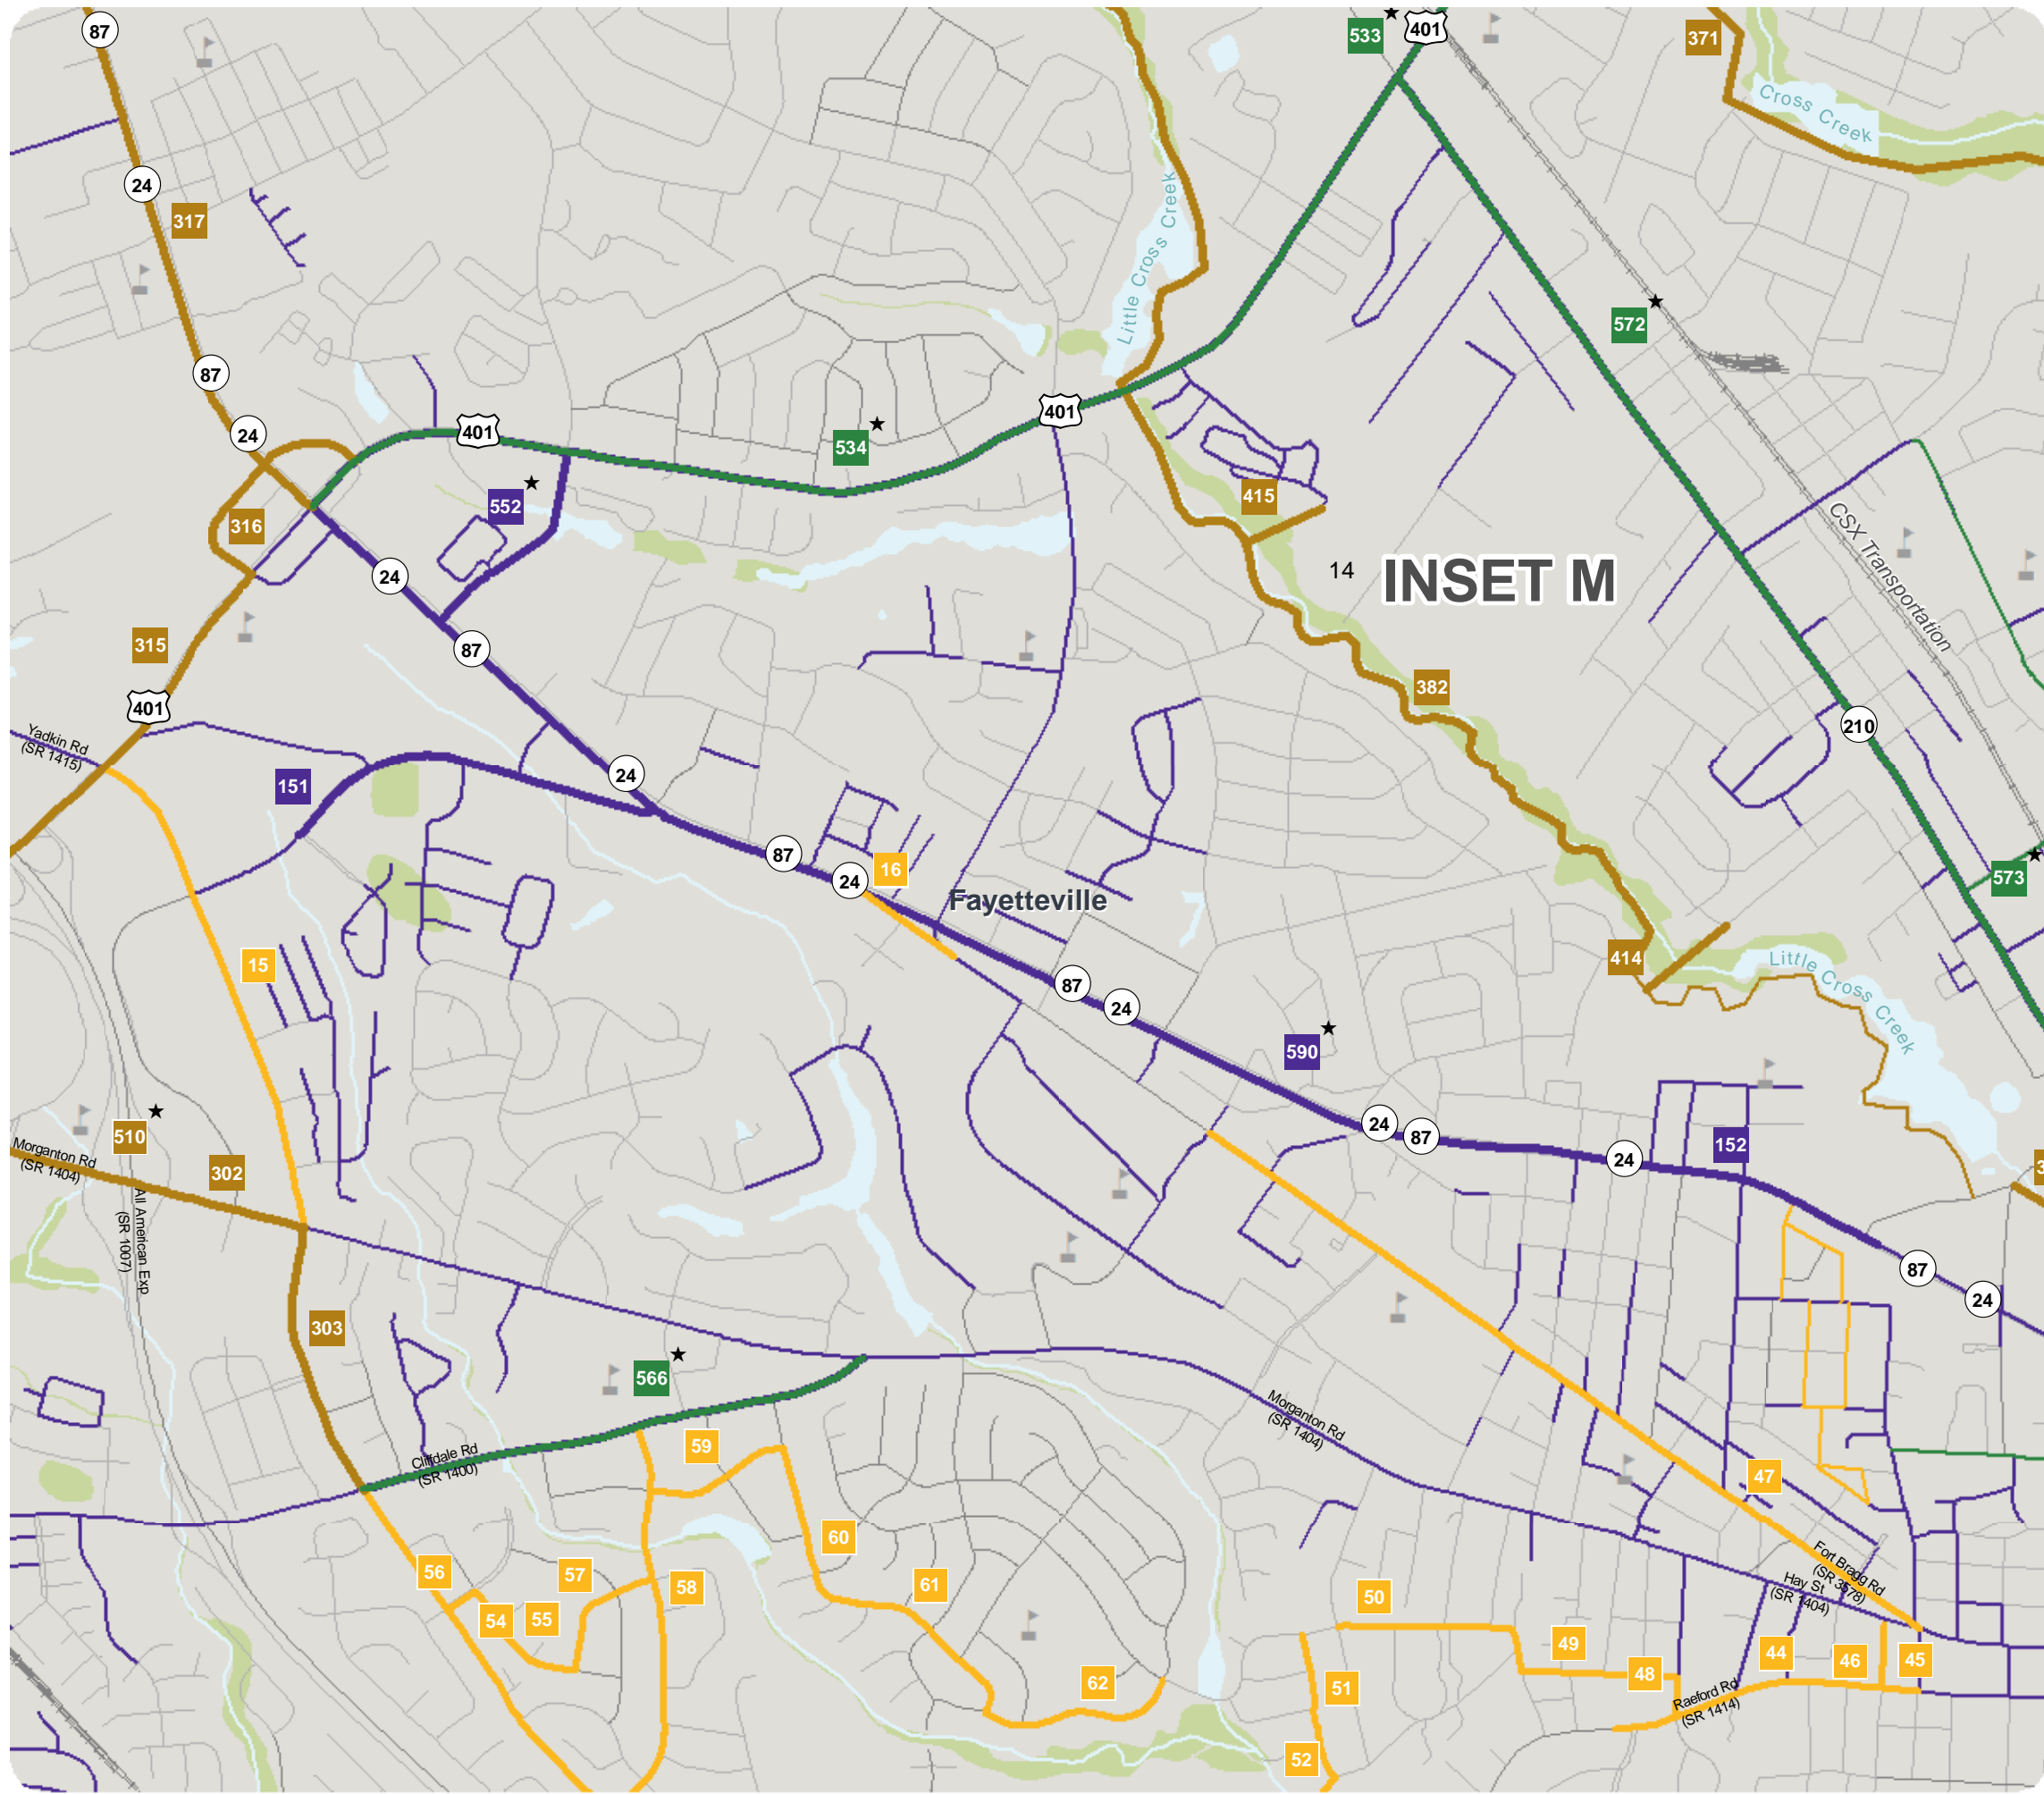 87
533
401
371
Cross Creek
24
317
Little Cross Creek
572
87
24
401
401
534
552
415
316
CSX Transportation
24
14
INSET M
315
87
382
401
210
Yadkin Rd
(SR 1415)
24
151
87
16
24
573
Fayetteville
15
414
Little Cross Creek
87
24
590
510
24
87
152
Morganton Rd
(SR 1404)
302
24
3
All American Exp
(SR 1007)
87
24
303
566
Morganton Rd
(SR 1404)
59
Cliffdale Rd
(SR 1400)
47
60
56
57
58
61
Fort Bragg Rd
(SR 3578)
Hay St
(SR 1404)
50
54
55
49
44
46
45
48
62
51
Raeford Rd
(SR 1414)
52